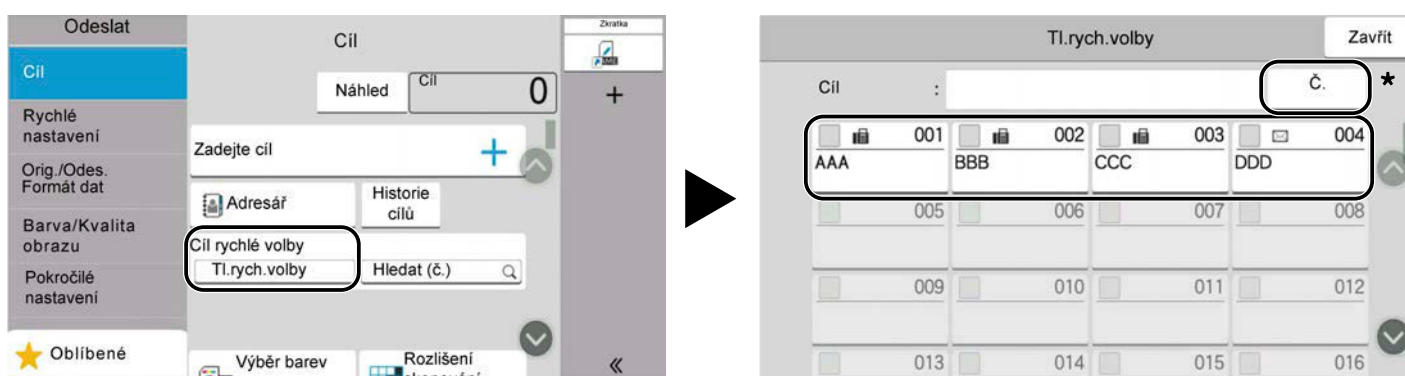 Odeslat
Cíl
Rychlé
nastavení
Orig./Odes.
Formát dat
Barva/Kvalita
obrazu
Pokročilé
nastavení
Oblíbené
Cíl
Náhled
Cíl
0
Zadejte cíl
+
Adresář
Historie
cílů
Cíl rychlé volby
Tl.rych.volby
Hledat (č.)
Výběr barev
Rozlišení
skenování
Zkratka
+
«
Tl.rych.volby
Zavřít
Cíl :
Č.
*
001 002 003 004
AAA BBB CCC DDD
005 006 007 008
009 010 011 012
013 014 015 016